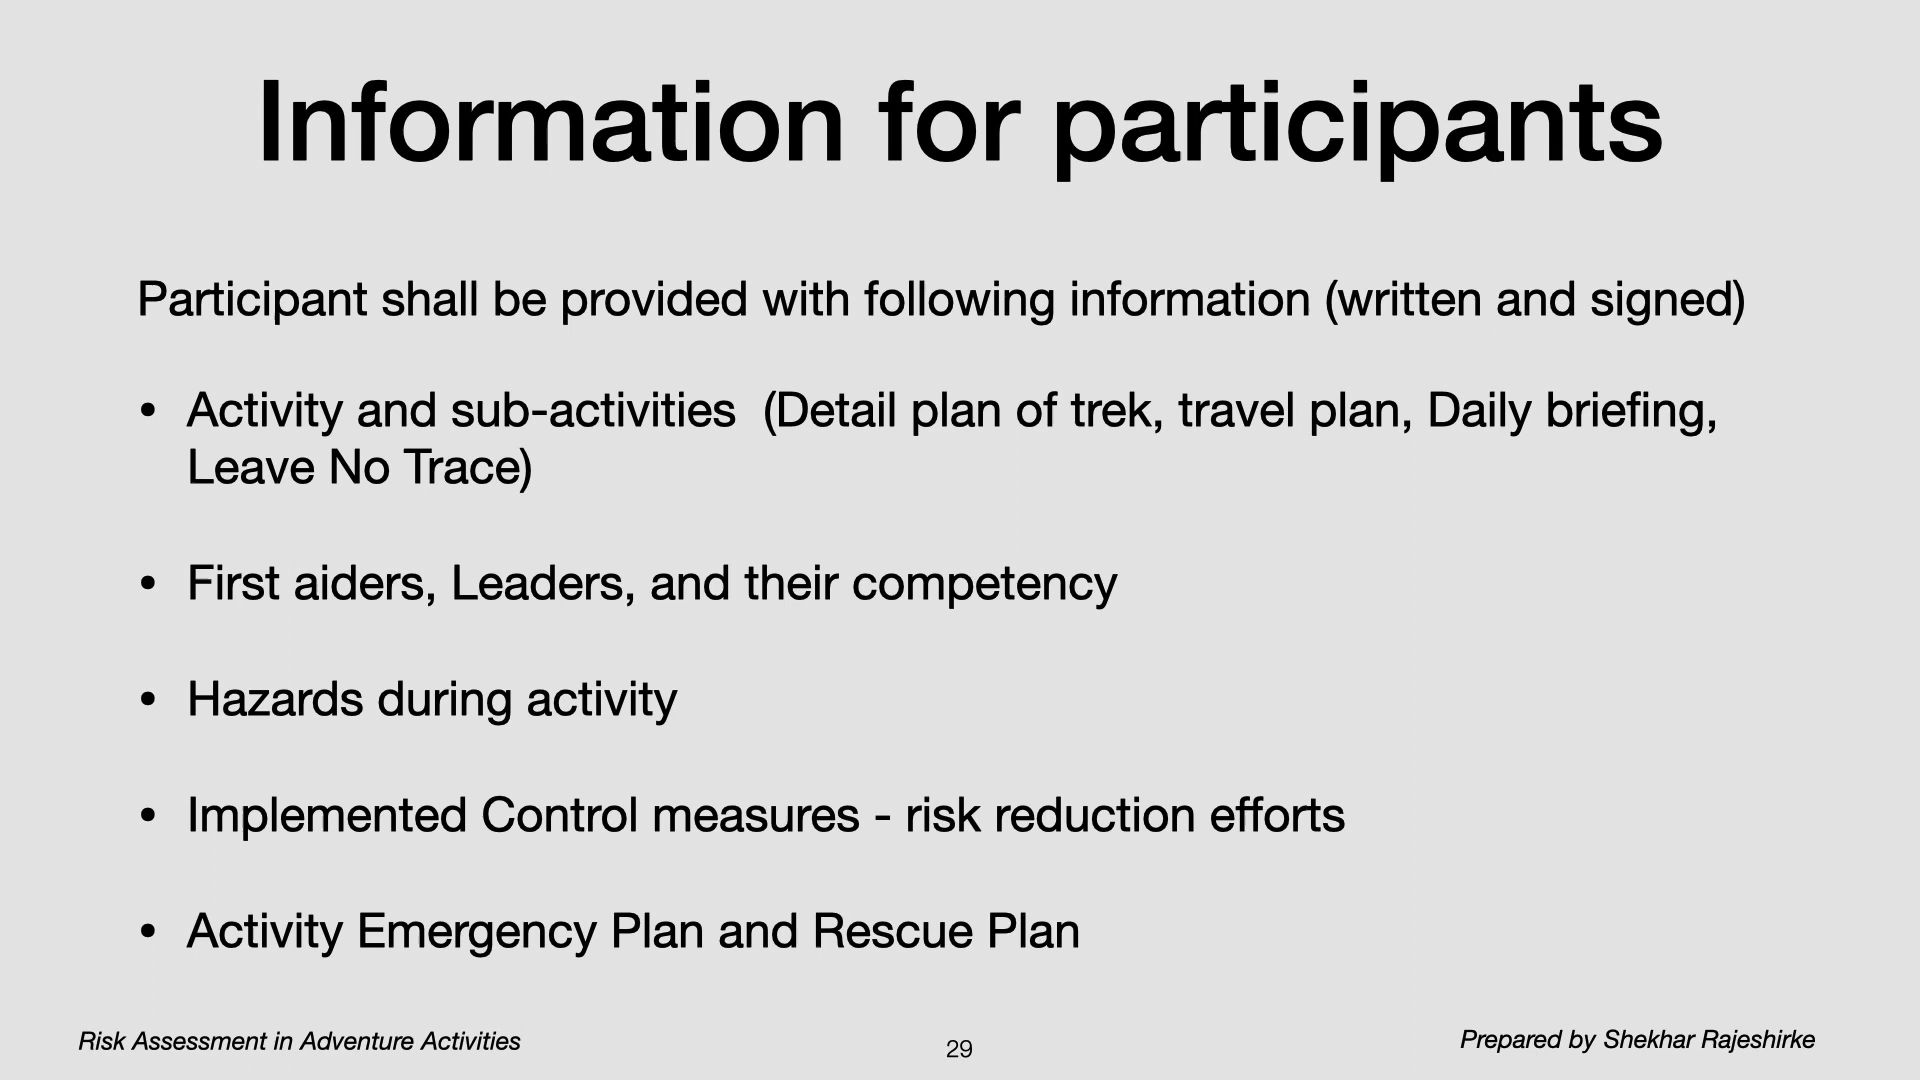 Information for participants
Participant shall be provided with following information (written and signed)
• Activity and sub-activities  (Detail plan of trek, travel plan, Daily briefing,
Leave No Trace)
• First aiders, Leaders, and their competency
• Hazards during activity
• Implemented Control measures - risk reduction efforts
• Activity Emergency Plan and Rescue Plan
Risk Assessment in Adventure Activities
29
Prepared by Shekhar Rajeshirke